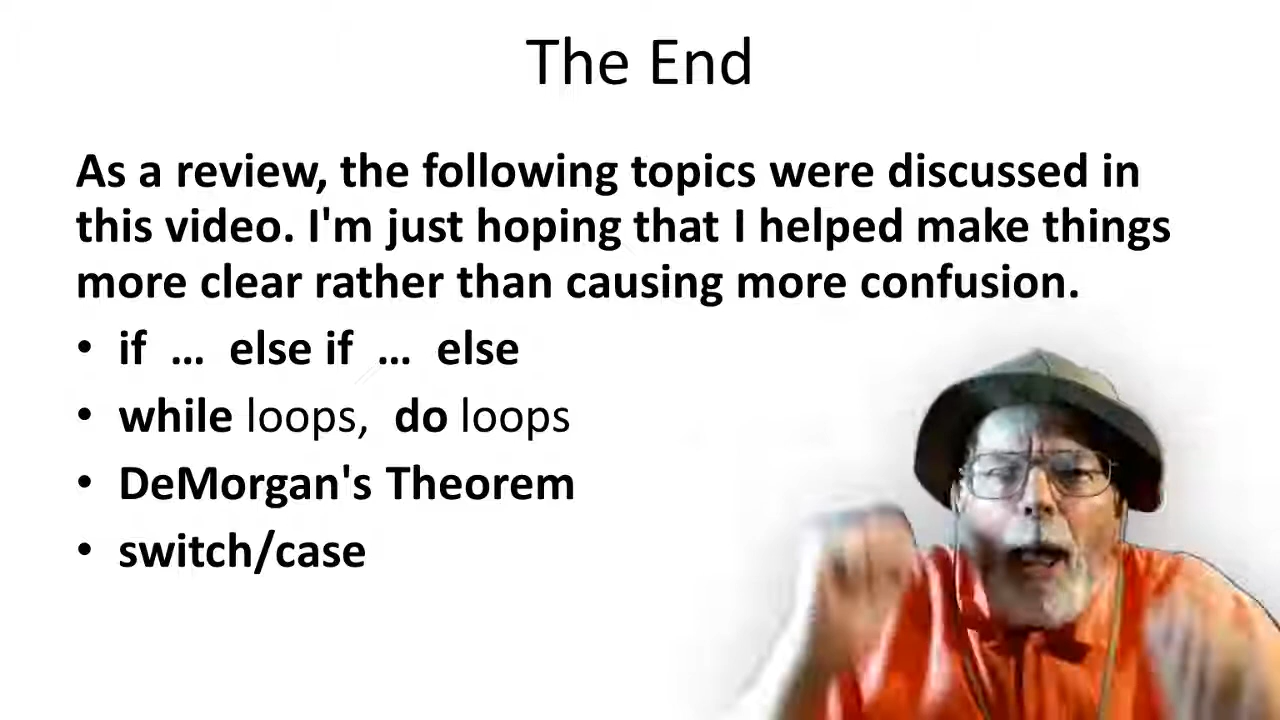 The End
As a review, the following topics were discussed in
this video. I'm just hoping that I helped make things
more clear rather than causing more confusion.
• if … else if … else
• while loops, do loops
• DeMorgan's Theorem
• switch/case